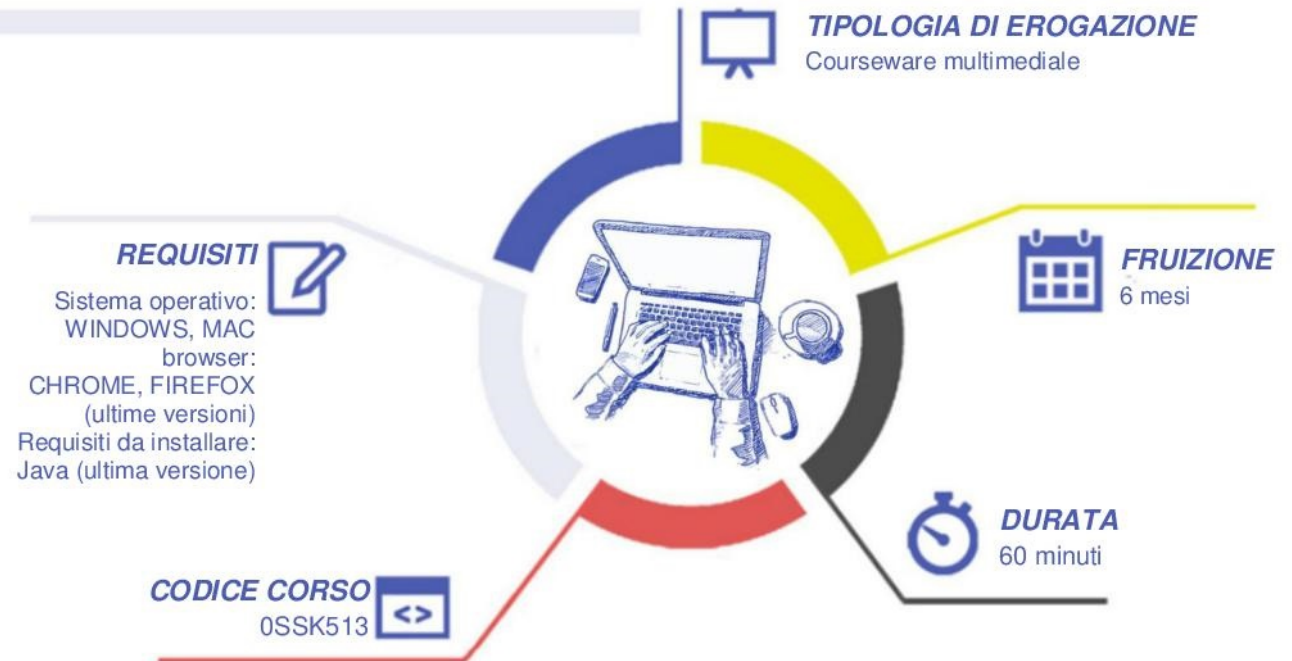 TIPOLOGIA DI EROGAZIONE
Courseware multimediale
REQUISITI
Sistema operativo:
WINDOWS, MAC
browser:
CHROME, FIREFOX
(ultime versioni)
Requisiti da installare:
Java (ultima versione)
FRUIZIONE
6 mesi
DURATA
60 minuti
CODICE CORSO
0SSK513